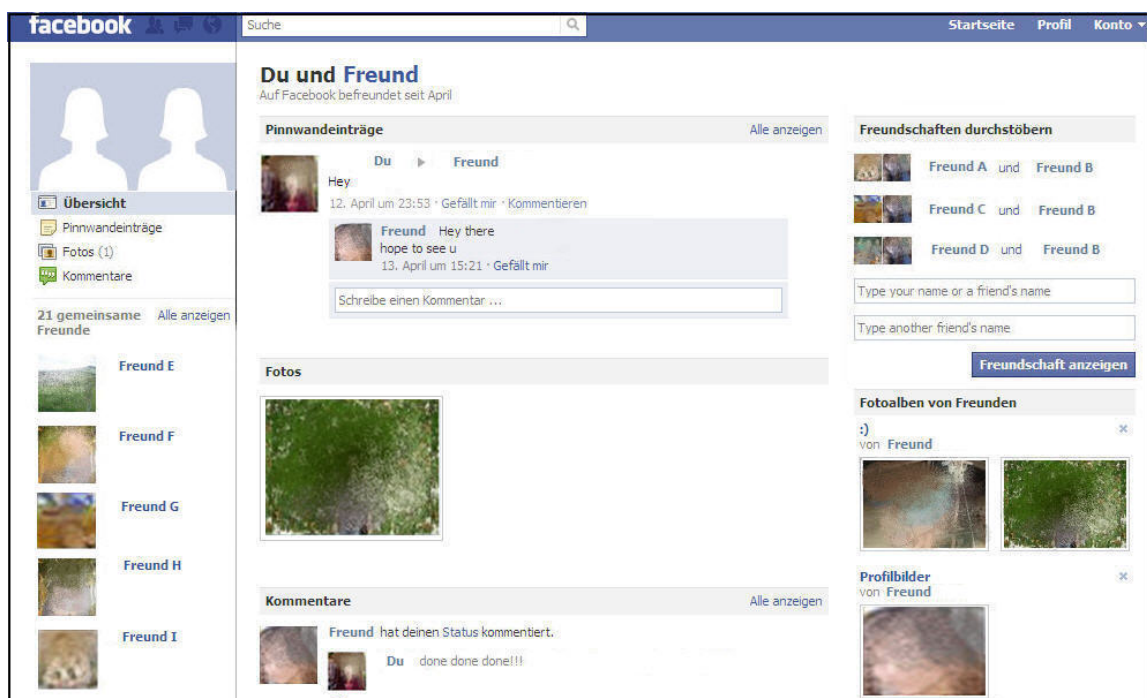 facebook
Suche
Startseite Profil Konto
Du und Freund
Auf Facebook befreundet seit April
Übersicht
Pinnwandeinträge
Fotos (1)
Kommentare
21 gemeinsame Alle anzeigen
Freunde
Freund E
Freund F
Freund G
Freund H
Freund I
Pinnwandeinträge Alle anzeigen
Du Freund
Hey
12. April um 23:53 · Gefällt mir · Kommentieren
Freund Hey there
hope to see u
13. April um 15:21 · Gefällt mir
Schreibe einen Kommentar ...
Fotos
Kommentare Alle anzeigen
Freund hat deinen Status kommentiert.
Du done done done!!!
Freundschaften durchstöbern
Freund A und Freund B
Freund C und Freund B
Freund D und Freund B
Type your name or a friend's name
Type another friend's name
Freundschaft anzeigen
Fotoalben von Freunden
:)
von Freund
Profilbilder
von Freund